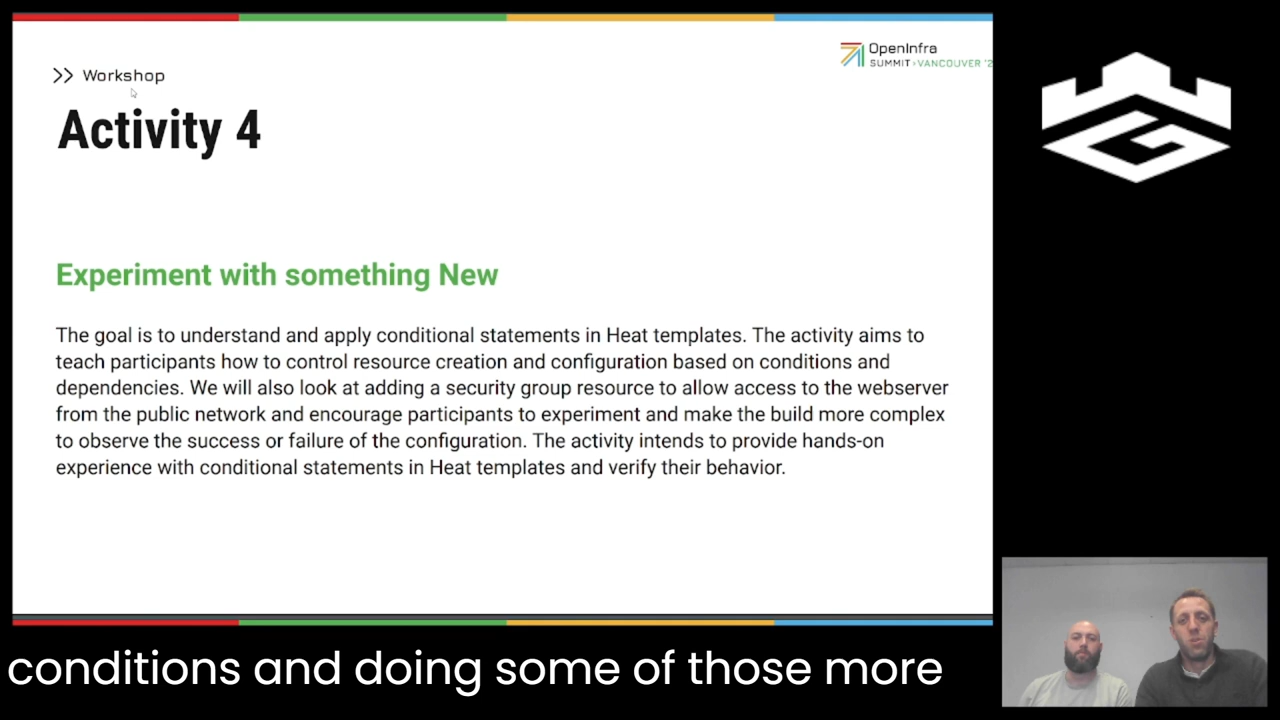 OpenInfra
SUMMIT VANCOUVER '2
Workshop
Activity 4
Experiment with something New
The goal is to understand and apply conditional statements in Heat templates. The activity aims to
teach participants how to control resource creation and configuration based on conditions and
dependencies. We will also look at adding a security group resource to allow access to the webserver
from the public network and encourage participants to experiment and make the build more complex
to observe the success or failure of the configuration. The activity intends to provide hands-on
experience with conditional statements in Heat templates and verify their behavior.
conditions and doing some of those more